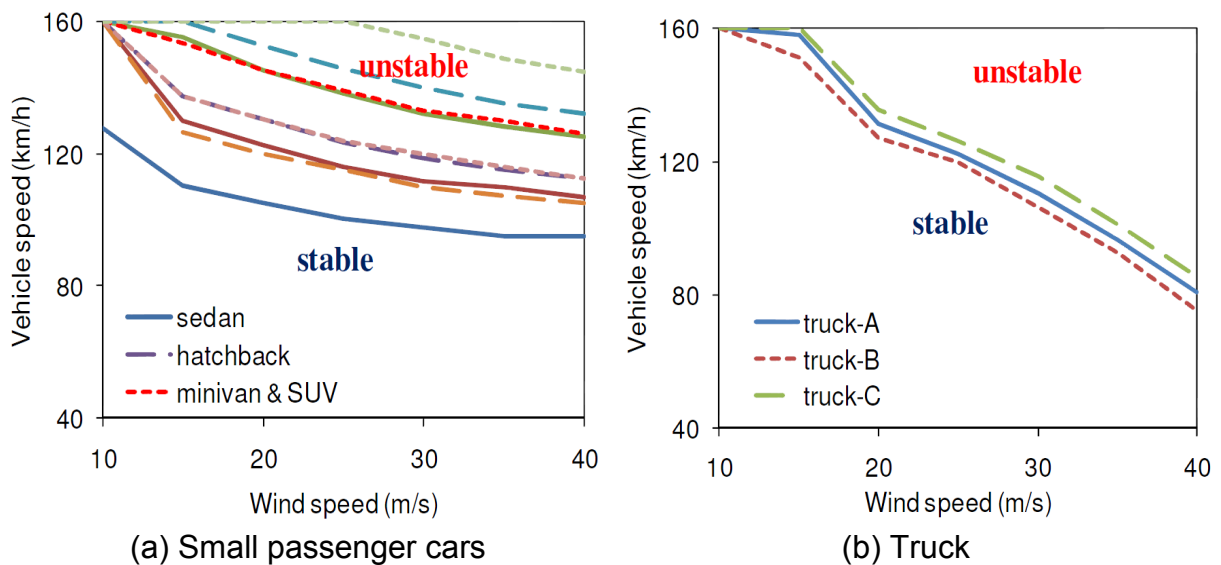 160
120
80
40
Vehicle speed (km/h)
unstable
stable
sedan
hatchback
minivan & SUV
10 20 30 40
Wind speed (m/s)
(a) Small passenger cars
160
120
80
40
Vehicle speed (km/h)
unstable
stable
truck-A
truck-B
truck-C
10 20 30 40
Wind speed (m/s)
(b) Truck